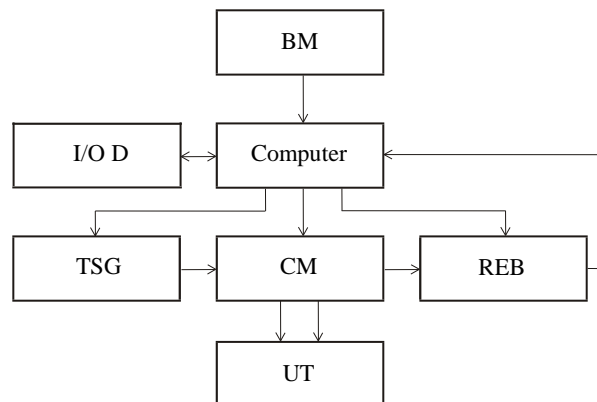 BM
I/O D
Computer
TSG
CM
REB
UT